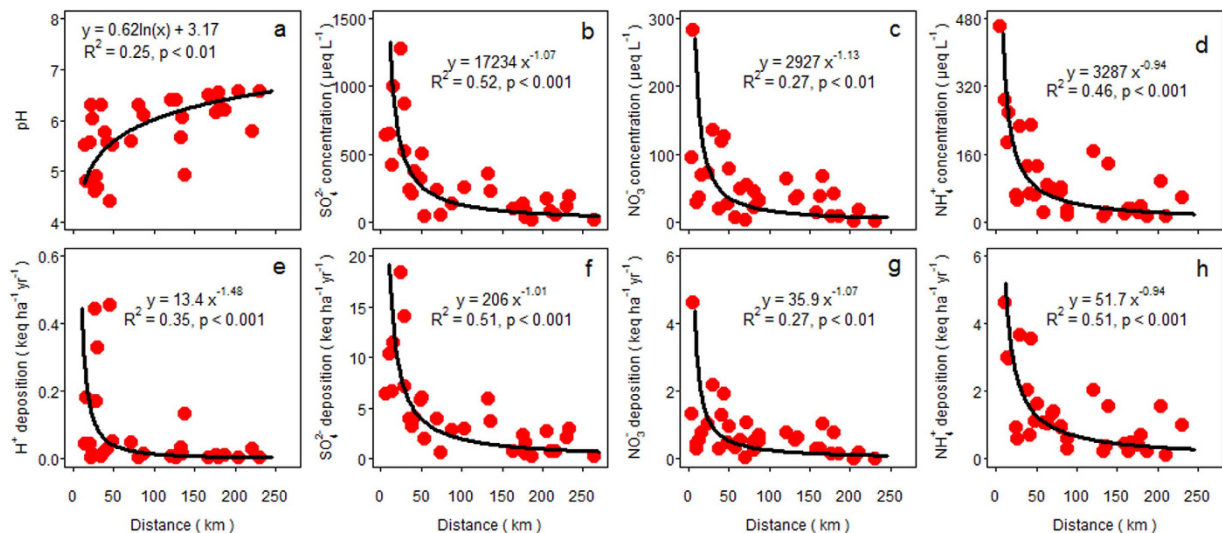 y = 0.62ln(x) + 3.17
R² = 0.25, p < 0.01
a
pH
8
7
6
5
4
y = 17234 x^-1.07
R² = 0.52, p < 0.001
b
SO₄²⁻ concentration ( µeq L⁻¹)
1500
1000
500
0
y = 2927 x^-1.13
R² = 0.27, p < 0.01
c
NO₃⁻ concentration ( µeq L⁻¹)
300
200
100
0
y = 3287 x^-0.94
R² = 0.46, p < 0.001
d
NH₄⁺ concentration ( µeq L⁻¹)
480
320
160
0
y = 13.4 x^-1.48
R² = 0.35, p < 0.001
e
H⁺ deposition ( keq ha⁻¹ yr⁻¹)
0.6
0.4
0.2
0.0
0 50 100 150 200 250
Distance ( km )
y = 206 x^-1.01
R² = 0.51, p < 0.001
f
SO₄²⁻ deposition ( keq ha⁻¹ yr⁻¹)
20
15
10
5
0
0 50 100 150 200 250
Distance ( km )
y = 35.9 x^-1.07
R² = 0.27, p < 0.01
g
NO₃⁻ deposition ( keq ha⁻¹ yr⁻¹)
6
4
2
0
0 50 100 150 200 250
Distance ( km )
y = 51.7 x^-0.94
R² = 0.51, p < 0.001
h
NH₄⁺ deposition ( keq ha⁻¹ yr⁻¹)
6
4
2
0
0 50 100 150 200 250
Distance ( km )